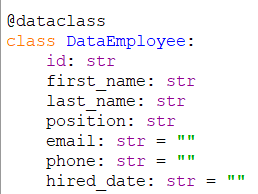 @dataclass
class DataEmployee:
    id: str
    first_name: str
    last_name: str
    position: str
    email: str = ""
    phone: str = ""
    hired_date: str = ""